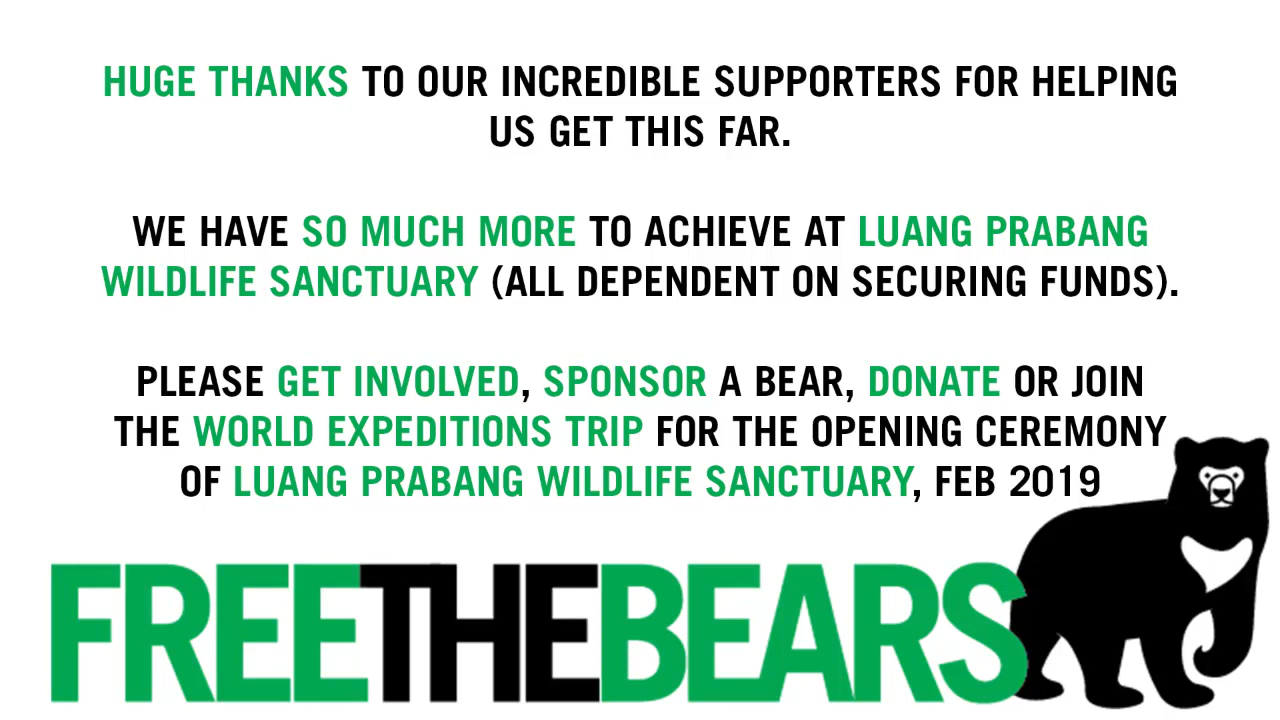 HUGE THANKS TO OUR INCREDIBLE SUPPORTERS FOR HELPING
US GET THIS FAR.
WE HAVE SO MUCH MORE TO ACHIEVE AT LUANG PRABANG
WILDLIFE SANCTUARY (ALL DEPENDENT ON SECURING FUNDS).
PLEASE GET INVOLVED, SPONSOR A BEAR, DONATE OR JOIN
THE WORLD EXPEDITIONS TRIP FOR THE OPENING CEREMONY
OF LUANG PRABANG WILDLIFE SANCTUARY, FEB 2019
FREETHEBEARS